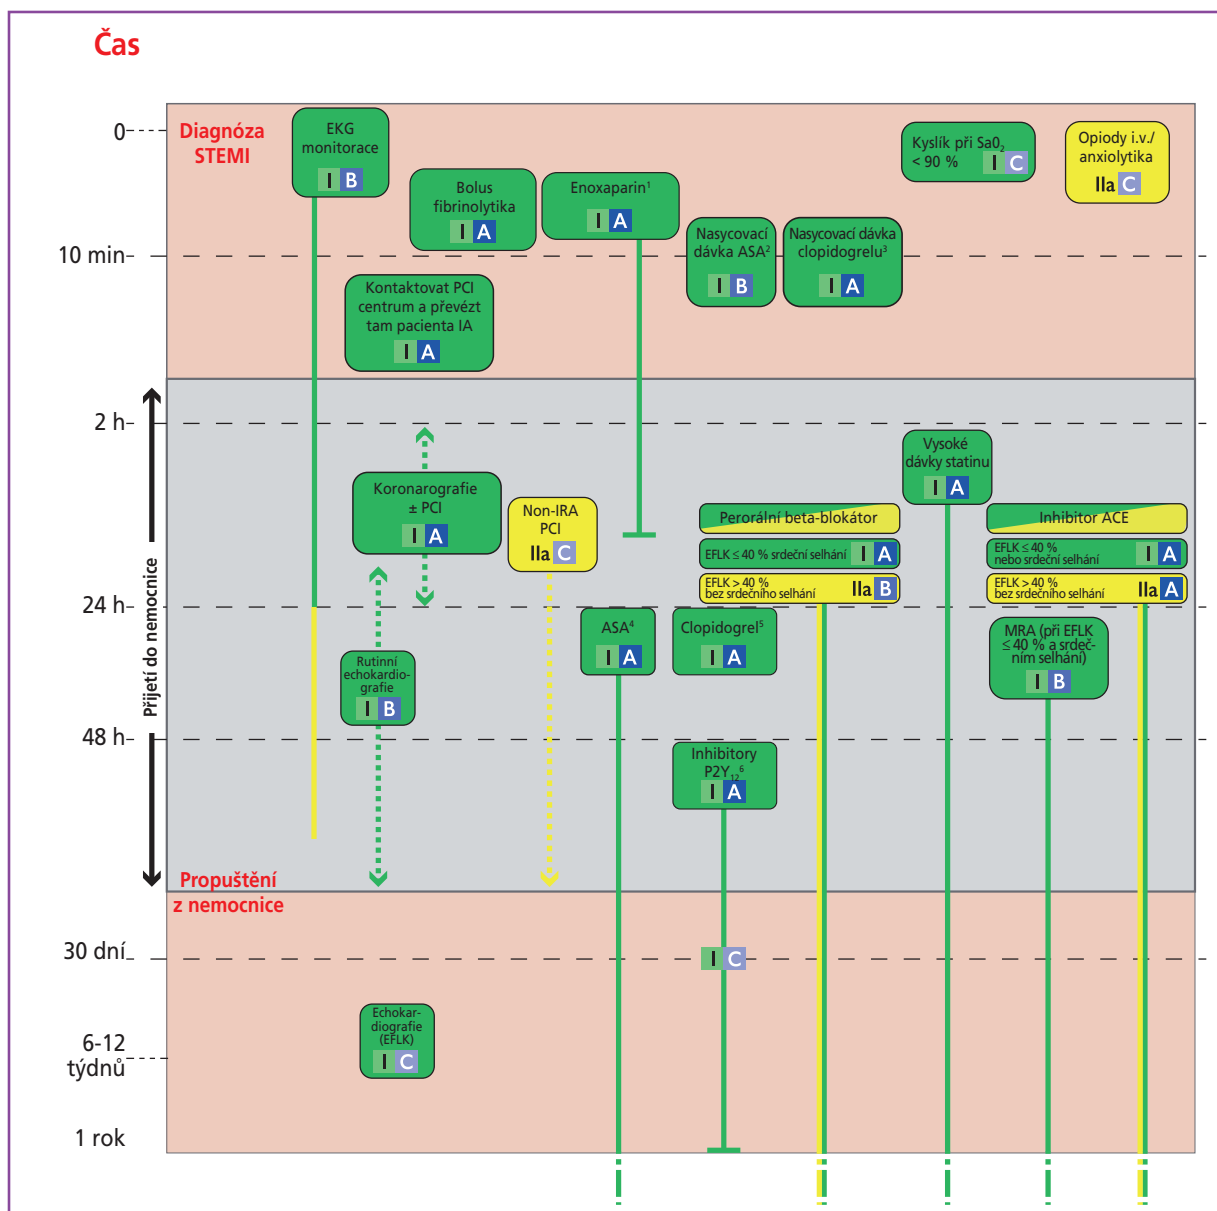 Čas
0
Diagnóza
STEMI
EKG
monitorace
I B
Bolus
fibrinolytika
I A
Enoxaparin¹
I A
Nasycovací
dávka ASA²
I B
Nasycovací dávka
clopidogrelu³
I A
Kyslík při Sa0₂
< 90 % I C
Opiody i.v./
anxiolytika
IIa C
10 min
Kontaktovat PCI
centrum a převézt
tam pacienta IA
I A
Přijetí do nemocnice
2 h
Koronarografie
± PCI
I A
Non-IRA
PCI
IIa C
Vysoké
dávky statinu
I A
Perorální beta-blokátor
EFLK ≤ 40 % srdeční selhání I A
EFLK > 40 %
bez srdečního selhání IIa B
Inhibitor ACE
EFLK ≤ 40 %
nebo srdeční selhání I A
EFLK > 40 %
bez srdečního selhání IIa A
24 h
Rutinní
echokardio-
grafie
I B
ASA⁴
I A
Clopidogrel⁵
I A
MRA (při EFLK
≤ 40 % a srdeč-
ním selhání)
I B
48 h
Inhibitory
P2Y₁₂⁶
I A
Propuštění
z nemocnice
30 dní
I C
Echokar-
diografie
(EFLK)
I C
6-12
týdnů
1 rok